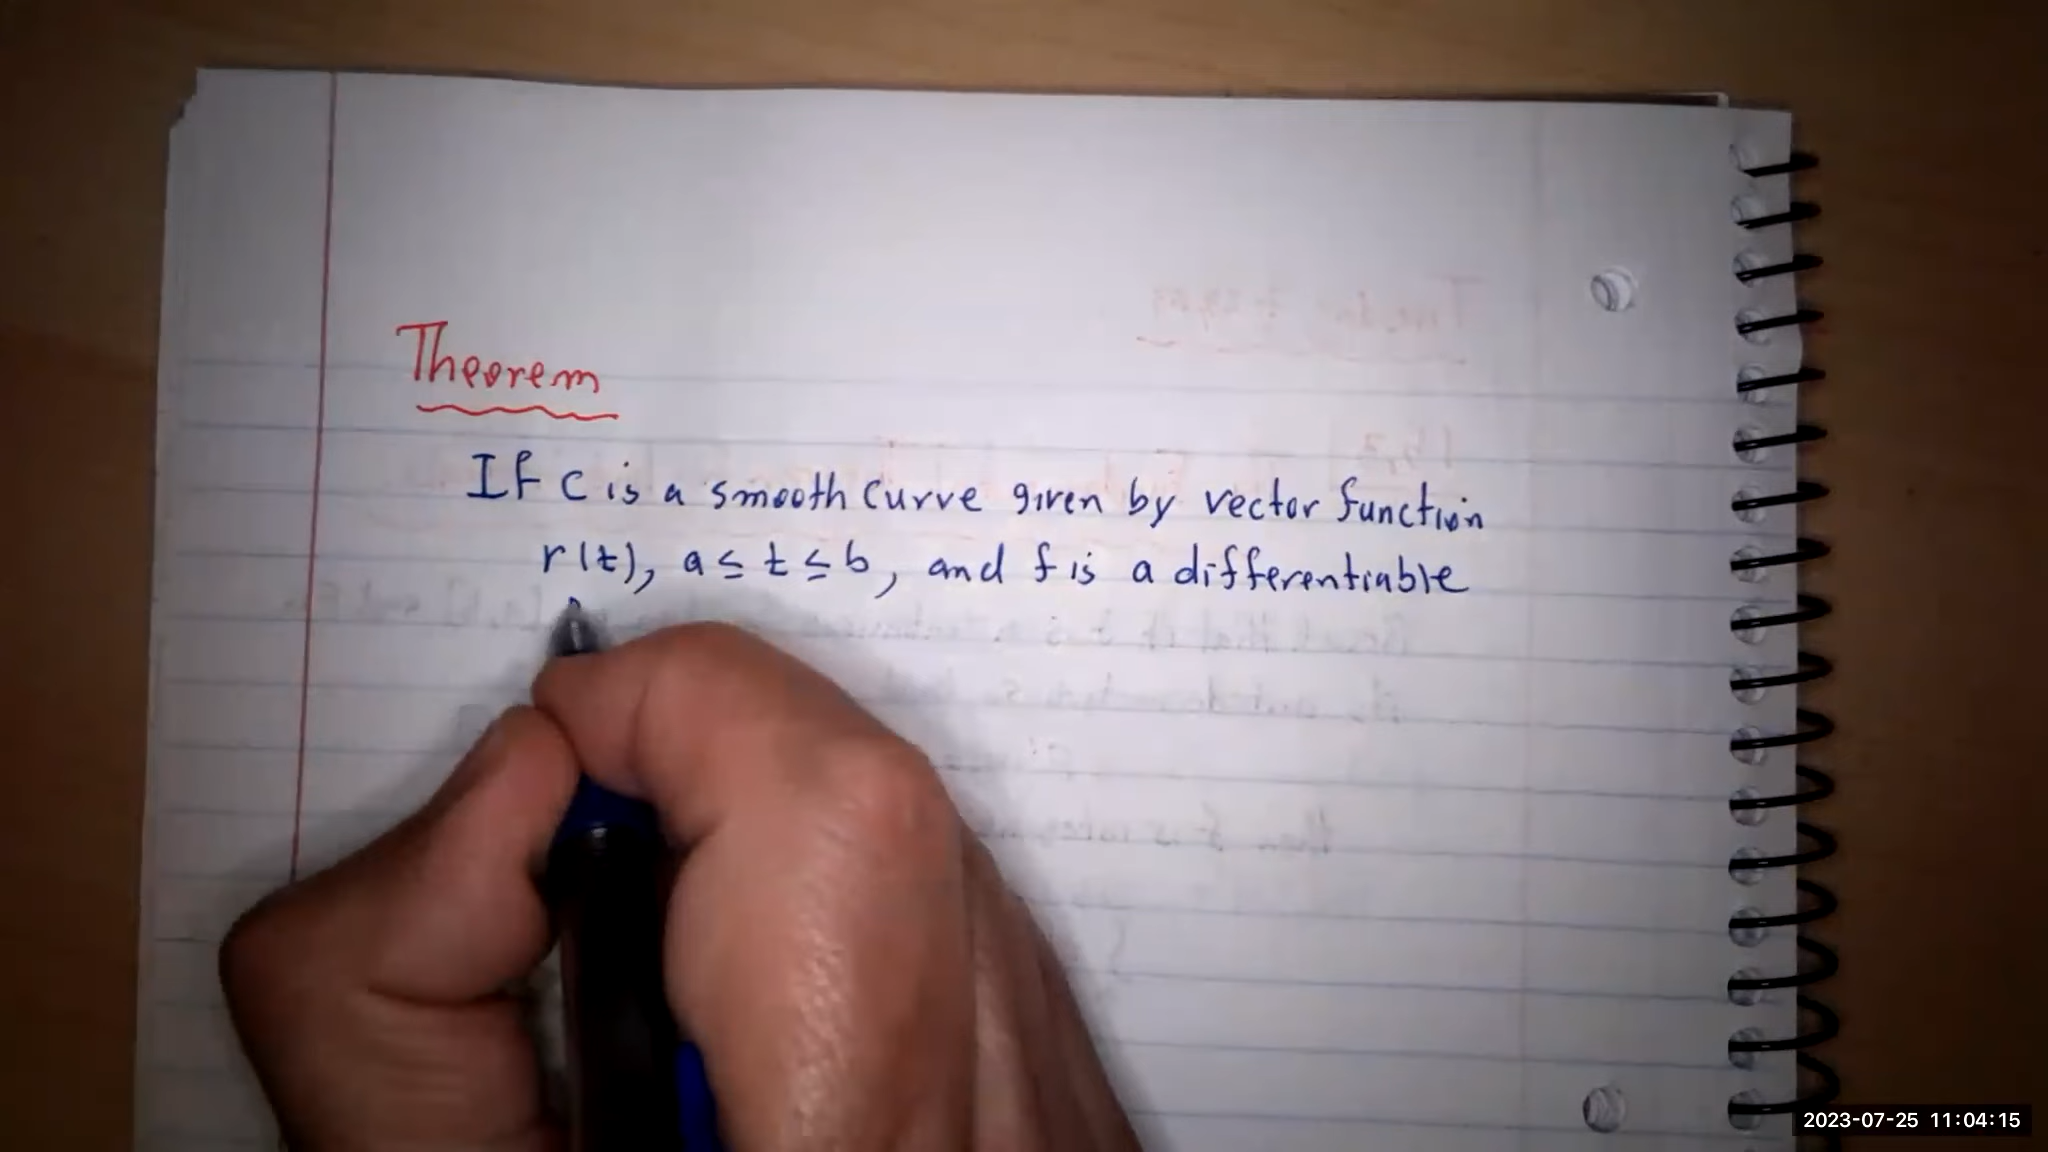 Theorem
If C is a smooth curve given by vector function
r(t), a ≤ t ≤ b, and f is a differentiable
2023-07-25 11:04:15